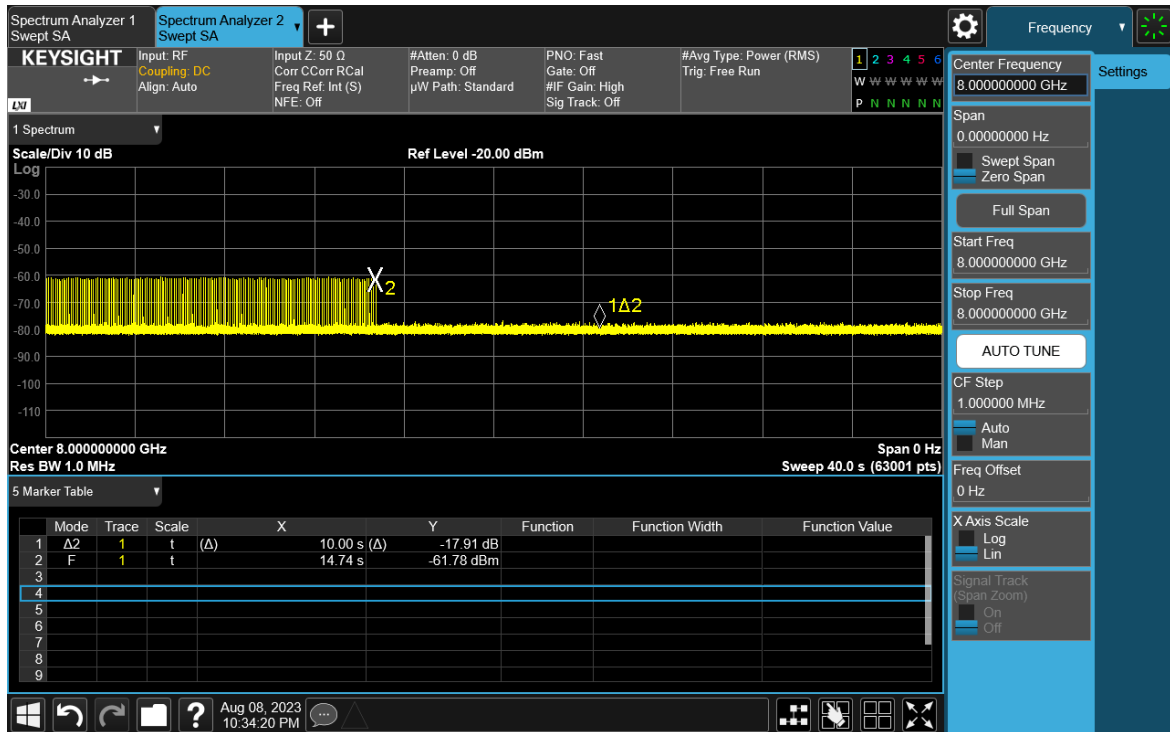 Spectrum Analyzer 1
Swept SA
Spectrum Analyzer 2
Swept SA
Frequency
KEYSIGHT
LXI
Input: RF
Coupling: DC
Align: Auto
Input Z: 50 Ω
Corr CCorr RCal
Freq Ref: Int (S)
NFE: Off
#Atten: 0 dB
Preamp: Off
µW Path: Standard
PNO: Fast
Gate: Off
#IF Gain: High
Sig Track: Off
#Avg Type: Power (RMS)
Trig: Free Run
1 2 3 4 5 6
W W W W W W
P N N N N N
1 Spectrum
Scale/Div 10 dB
Ref Level -20.00 dBm
Log
-30.0
-40.0
-50.0
-60.0
-70.0
-80.0
-90.0
-100
-110
X2
1Δ2
Center 8.000000000 GHz
Span 0 Hz
Res BW 1.0 MHz
Sweep 40.0 s (63001 pts)
5 Marker Table
Mode Trace Scale X Y Function Function Width Function Value
1 Δ2 1 t (Δ) 10.00 s (Δ) -17.91 dB
2 F 1 t 14.74 s -61.78 dBm
3
4
5
6
7
8
9
Aug 08, 2023
10:34:20 PM
?
Center Frequency
8.000000000 GHz
Settings
Span
0.00000000 Hz
Swept Span
Zero Span
Full Span
Start Freq
8.000000000 GHz
Stop Freq
8.000000000 GHz
AUTO TUNE
CF Step
1.000000 MHz
Auto
Man
Freq Offset
0 Hz
X Axis Scale
Log
Lin
Signal Track
(Span Zoom)
On
Off